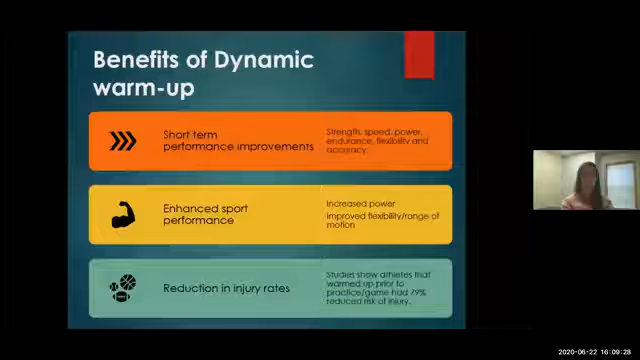 Benefits of Dynamic
warm-up
Short term
performance improvements
Strength, speed, power,
endurance, flexibility and
accuracy.
Enhanced sport
performance
Increased power
Improved flexibility/range of
motion
Reduction in injury rates
Studies show athletes that
warmed up prior to
practice/game had 79%
reduced risk of injury.
2020-06-22 16:09:28